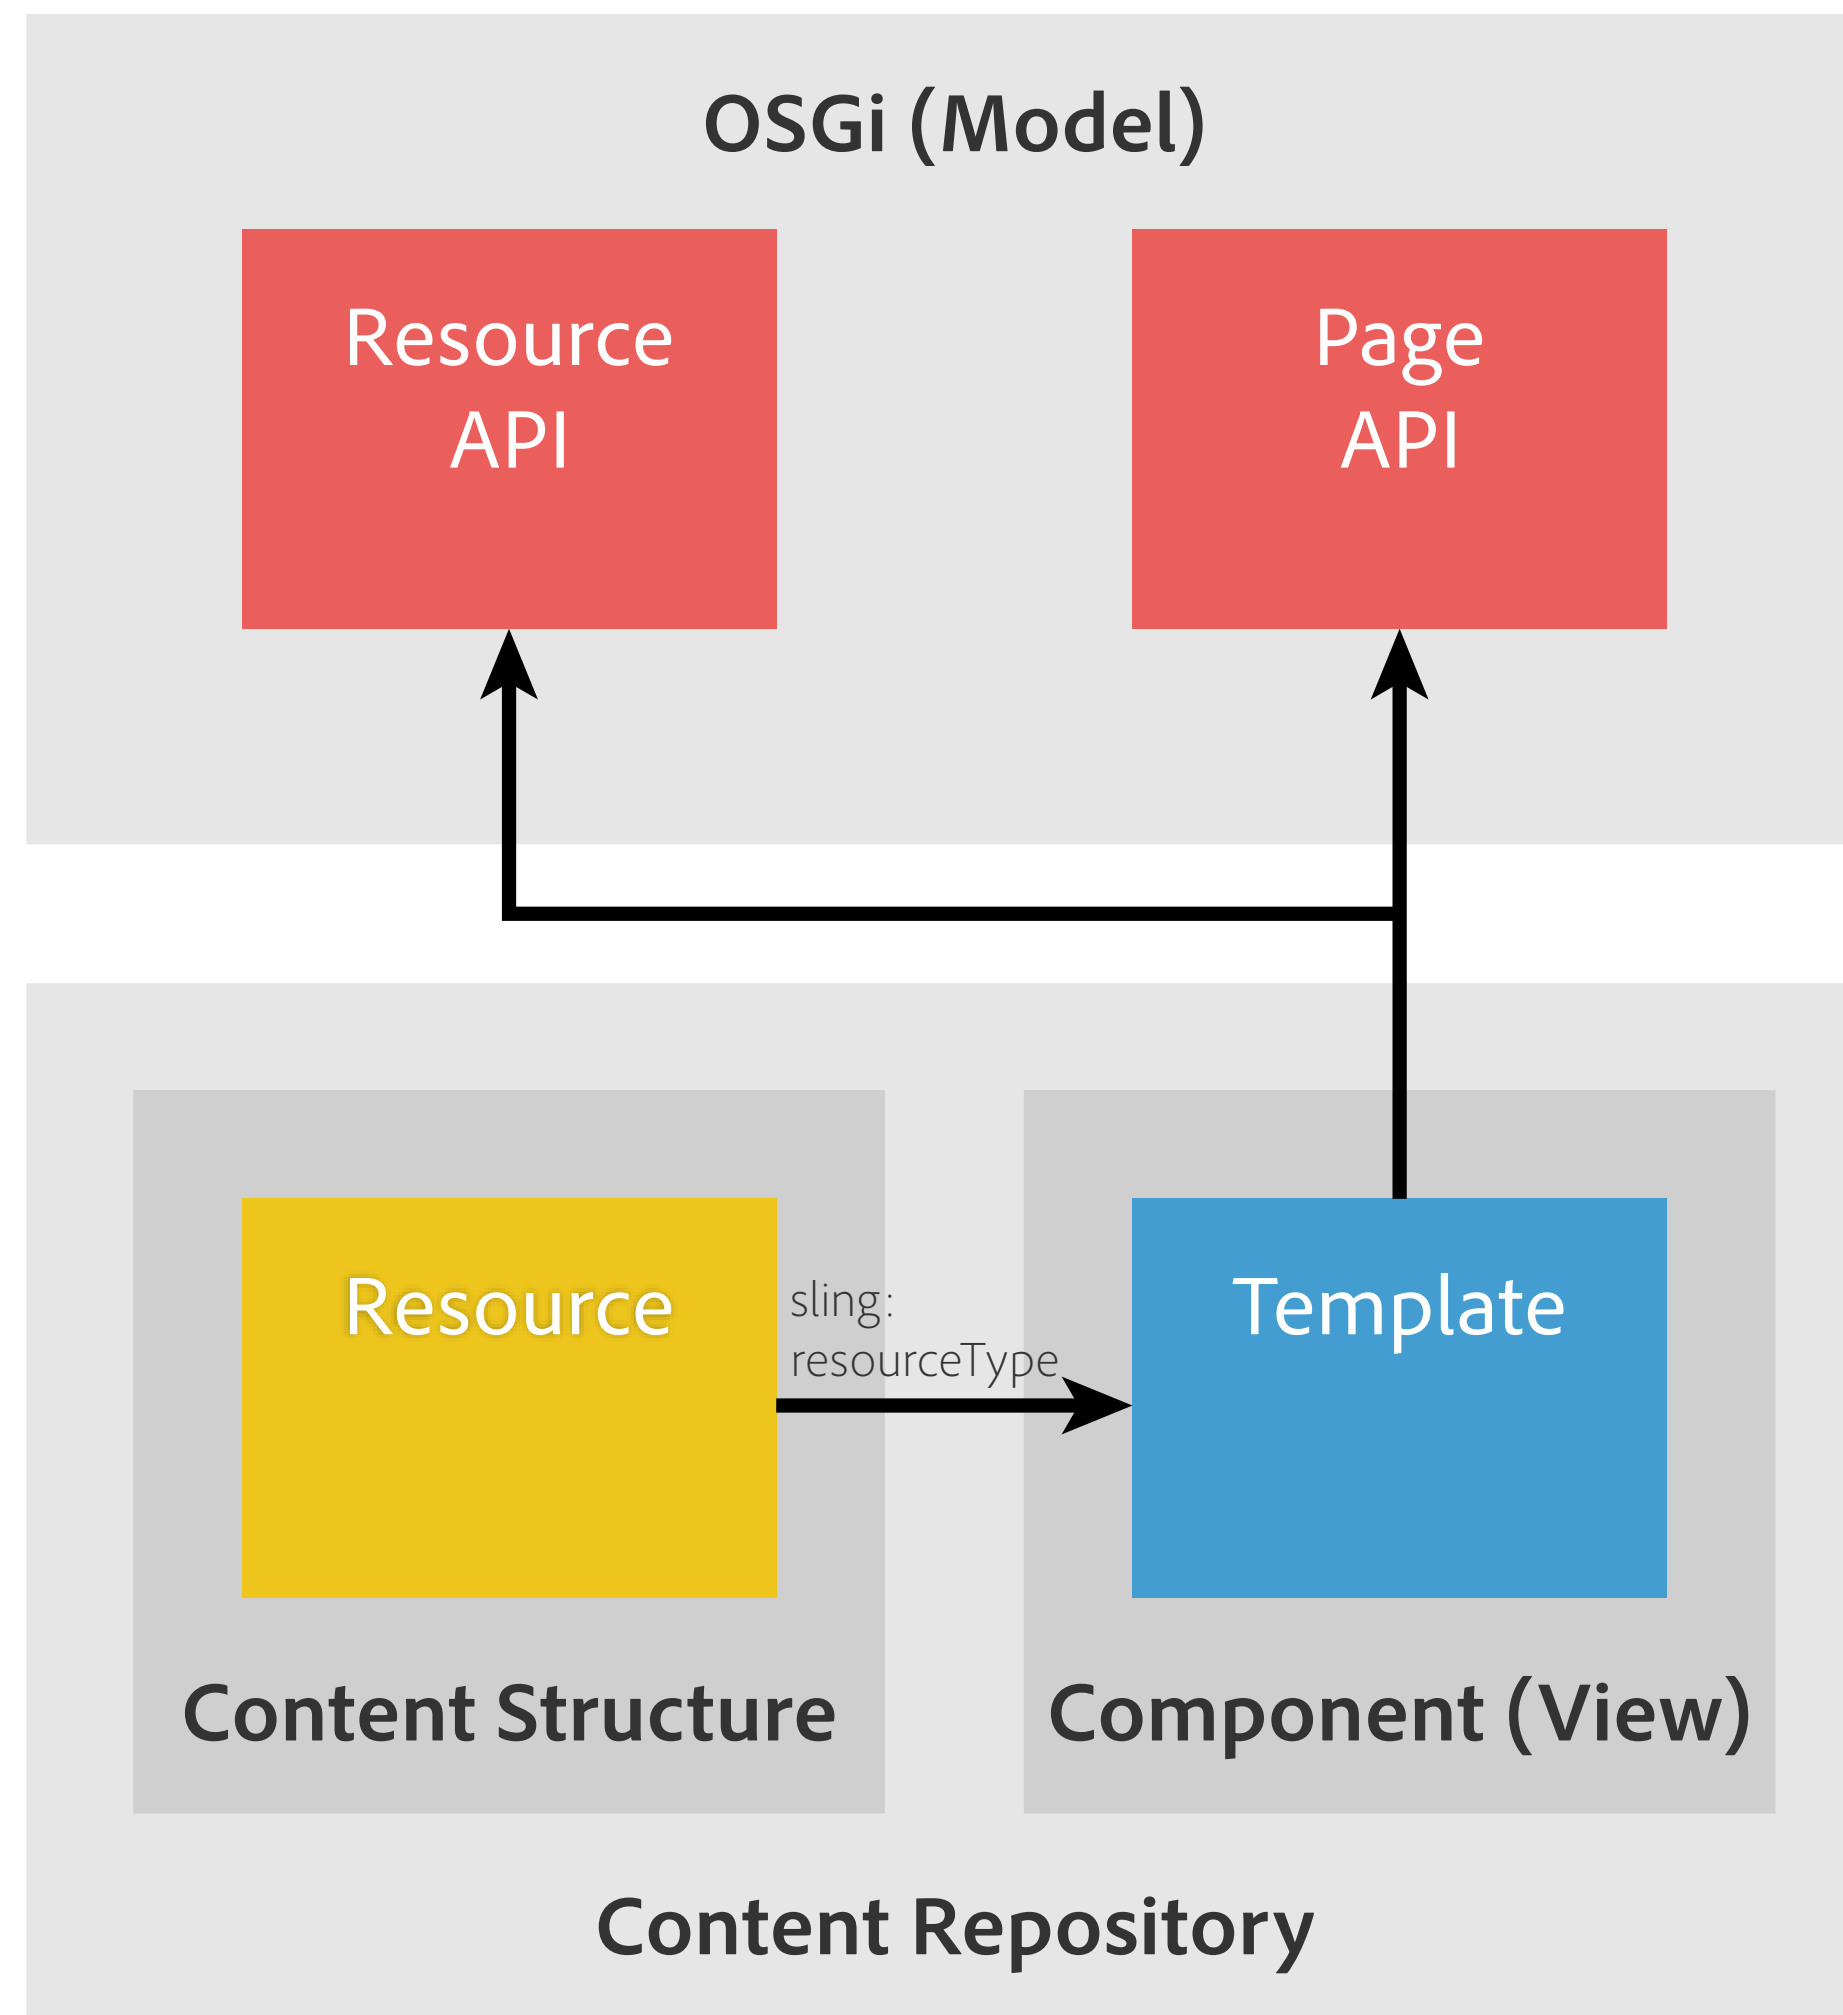 OSGi (Model)
Resource
API
Page
API
Resource
sling:
resourceType
Template
Content Structure
Component (View)
Content Repository